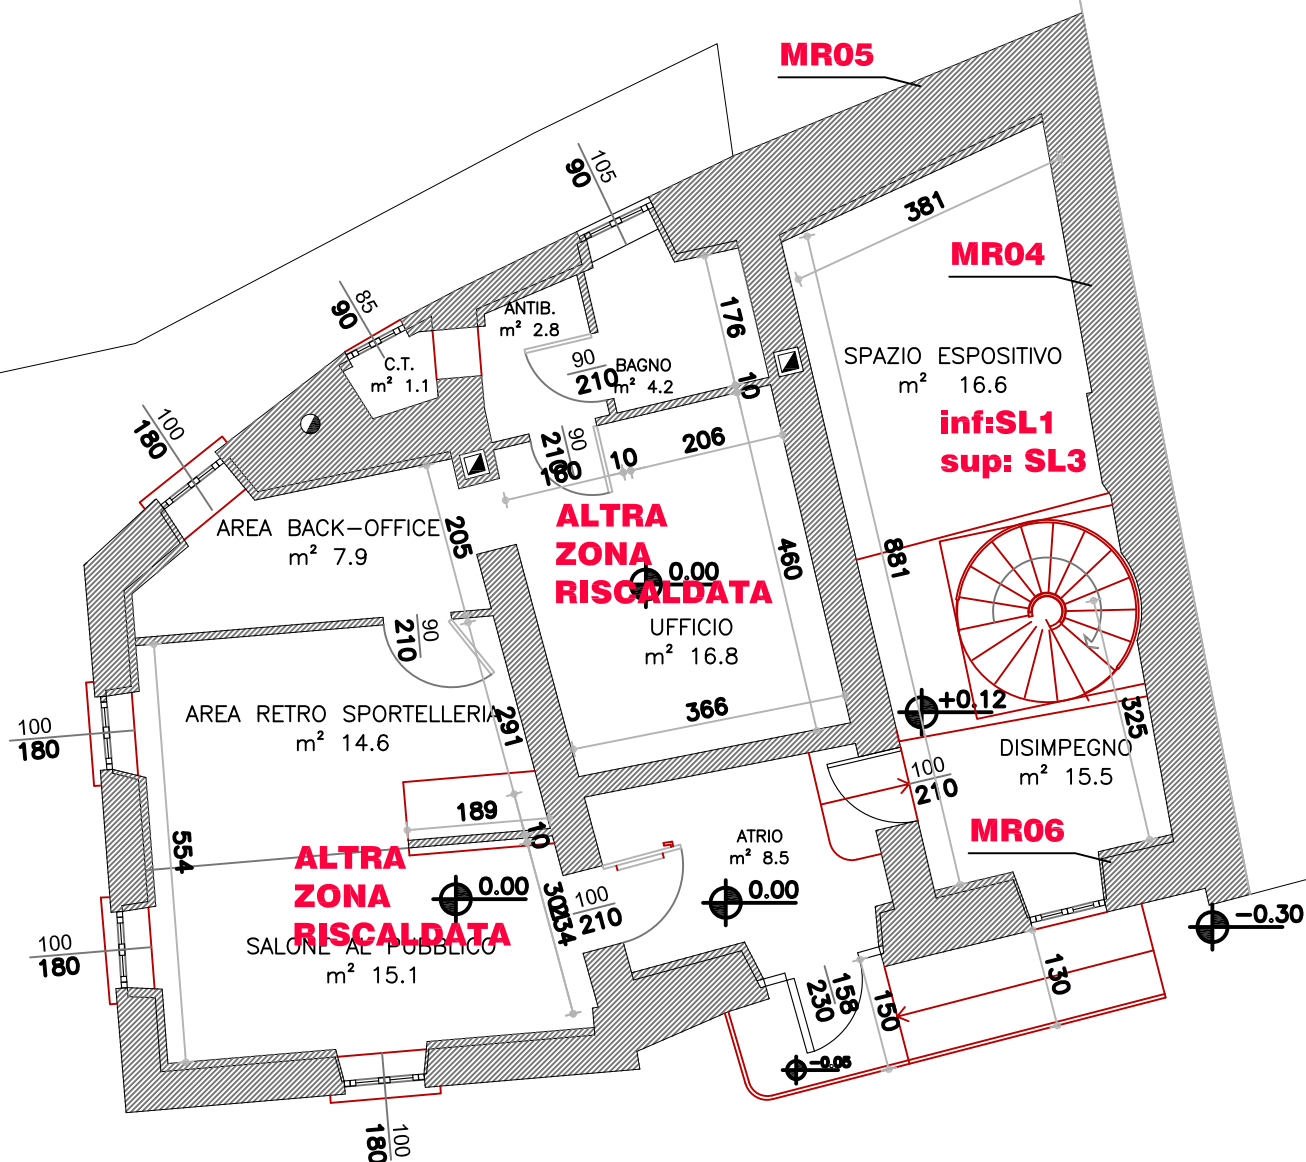 MR05
105
90
381
MR04
85
90
ANTIB.
m² 2.8
176
C.T.
m² 1.1
90
210
BAGNO
m² 4.2
10
SPAZIO ESPOSITIVO
m² 16.6
inf:SL1
sup: SL3
100
180
90
210
160
10
206
AREA BACK-OFFICE
m² 7.9
205
ALTRA
ZONA
RISCALDATA
0.00
460
881
UFFICIO
m² 16.8
90
210
366
+0.12
325
AREA RETRO SPORTELLERIA
m² 14.6
291
100
180
DISIMPEGNO
m² 15.5
100
210
189
10
554
MR06
ATRIO
m² 8.5
ALTRA
ZONA
RISCALDATA
0.00
302
134
100
210
0.00
-0.30
100
180
SALONE AL PUBBLICO
m² 15.1
158
230
150
130
-0.06
100
180